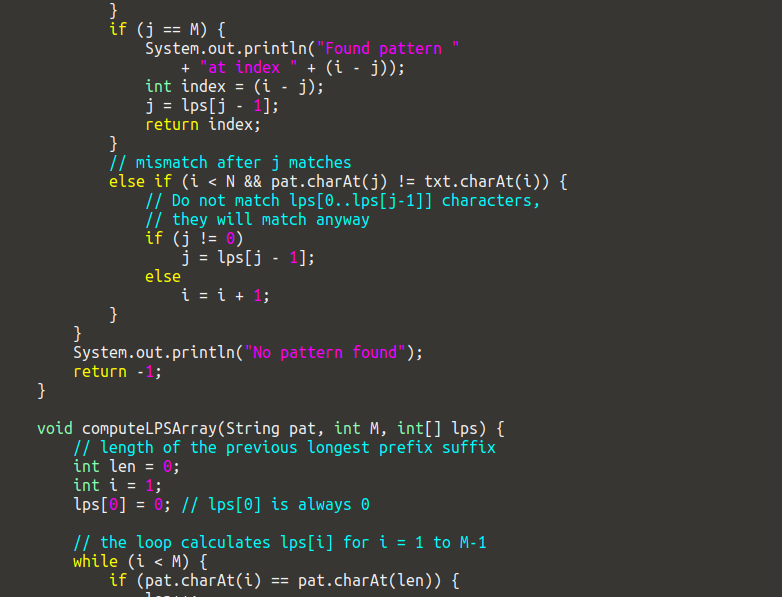 }
        if (j == M) {
            System.out.println("Found pattern "
                + "at index " + (i - j));
            int index = (i - j);
            j = lps[j - 1];
            return index;
        }
        // mismatch after j matches
        else if (i < N && pat.charAt(j) != txt.charAt(i)) {
            // Do not match lps[0..lps[j-1]] characters,
            // they will match anyway
            if (j != 0)
                j = lps[j - 1];
            else
                i = i + 1;
        }
    }
    System.out.println("No pattern found");
    return -1;
}

void computeLPSArray(String pat, int M, int[] lps) {
    // length of the previous longest prefix suffix
    int len = 0;
    int i = 1;
    lps[0] = 0; // lps[0] is always 0

    // the loop calculates lps[i] for i = 1 to M-1
    while (i < M) {
        if (pat.charAt(i) == pat.charAt(len)) {